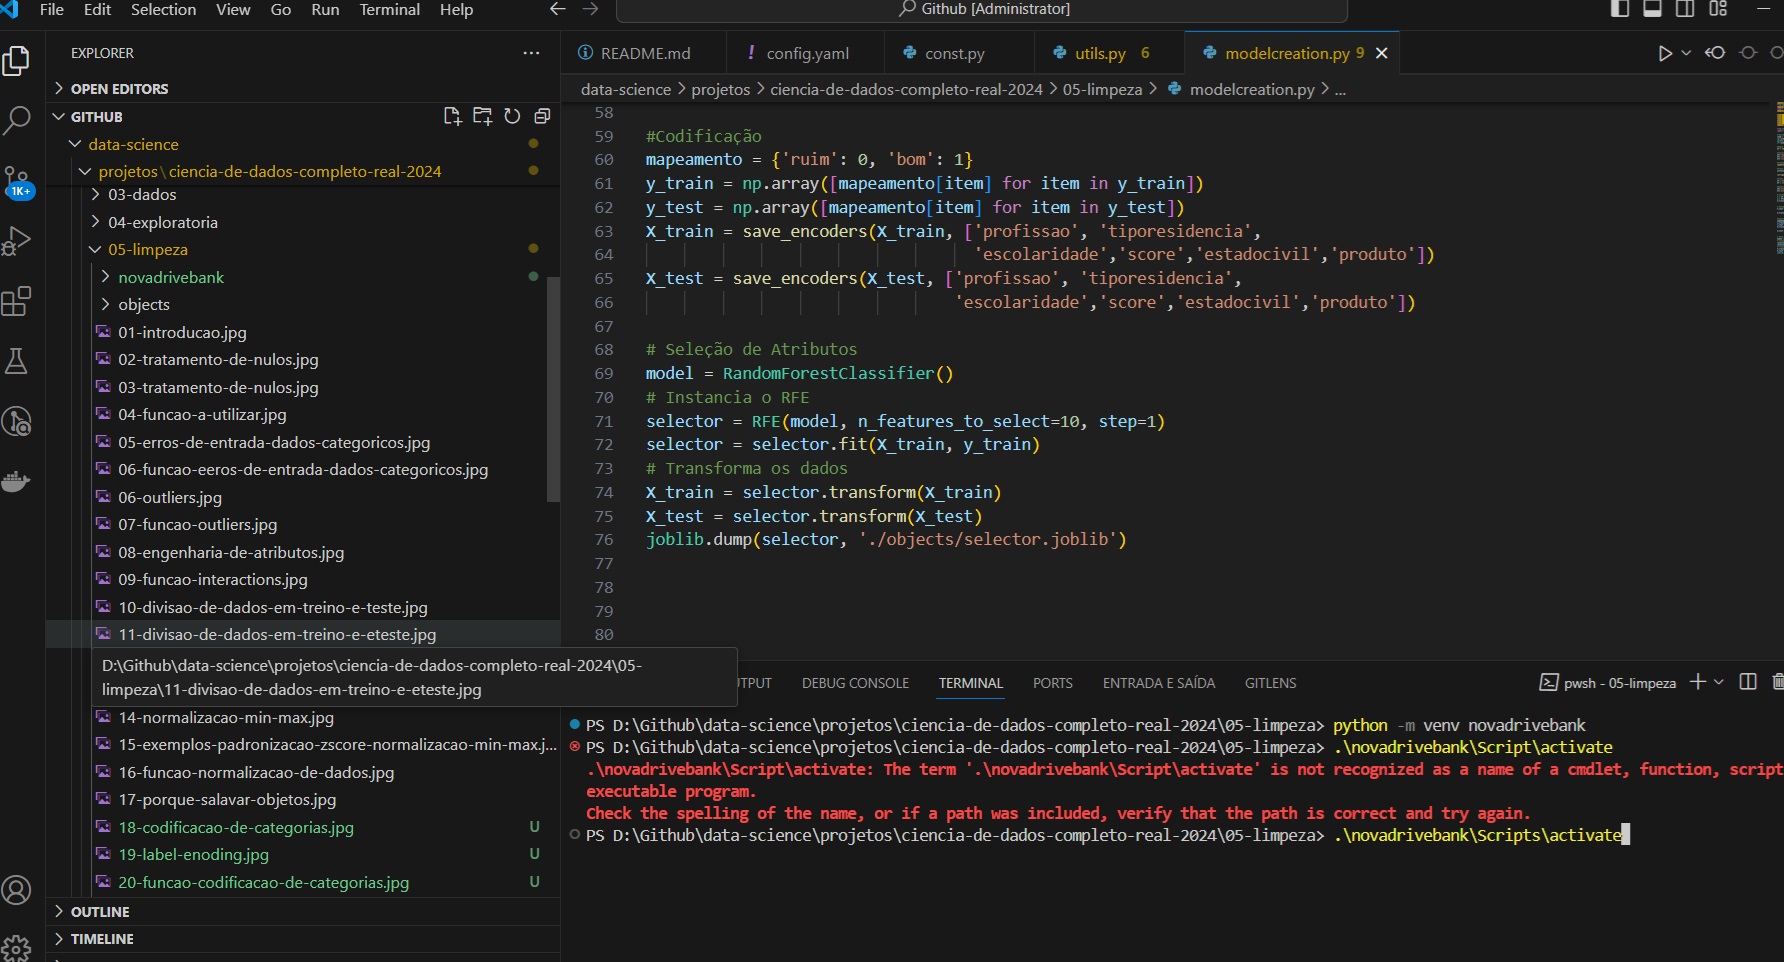 File Edit Selection View Go Run Terminal Help
Github [Administrator]
EXPLORER
OPEN EDITORS
GITHUB
data-science
projetos\ciencia-de-dados-completo-real-2024
03-dados
04-exploratoria
05-limpeza
novadrivebank
objects
01-introducao.jpg
02-tratamento-de-nulos.jpg
03-tratamento-de-nulos.jpg
04-funcao-a-utilizar.jpg
05-erros-de-entrada-dados-categoricos.jpg
06-funcao-eeros-de-entrada-dados-categoricos.jpg
06-outliers.jpg
07-funcao-outliers.jpg
08-engenharia-de-atributos.jpg
09-funcao-interactions.jpg
10-divisao-de-dados-em-treino-e-teste.jpg
11-divisao-de-dados-em-treino-e-eteste.jpg
D:\Github\data-science\projetos\ciencia-de-dados-completo-real-2024\05-
limpeza\11-divisao-de-dados-em-treino-e-eteste.jpg
14-normalizacao-min-max.jpg
15-exemplos-padronizacao-zscore-normalizacao-min-max.j...
16-funcao-normalizacao-de-dados.jpg
17-porque-salavar-objetos.jpg
18-codificacao-de-categorias.jpg U
19-label-enoding.jpg U
20-funcao-codificacao-de-categorias.jpg U
OUTLINE
TIMELINE
1K+
README.md config.yaml const.py utils.py 6 modelcreation.py 9
data-science > projetos > ciencia-de-dados-completo-real-2024 > 05-limpeza > modelcreation.py > ...
58
59 #Codificação
60 mapeamento = {'ruim': 0, 'bom': 1}
61 y_train = np.array([mapeamento[item] for item in y_train])
62 y_test = np.array([mapeamento[item] for item in y_test])
63 X_train = save_encoders(X_train, ['profissao', 'tiporesidencia',
64 'escolaridade','score','estadocivil','produto'])
65 X_test = save_encoders(X_test, ['profissao', 'tiporesidencia',
66 'escolaridade','score','estadocivil','produto'])
67
68 # Seleção de Atributos
69 model = RandomForestClassifier()
70 # Instancia o RFE
71 selector = RFE(model, n_features_to_select=10, step=1)
72 selector = selector.fit(X_train, y_train)
73 # Transforma os dados
74 X_train = selector.transform(X_train)
75 X_test = selector.transform(X_test)
76 joblib.dump(selector, './objects/selector.joblib')
77
78
79
80
UTPUT DEBUG CONSOLE TERMINAL PORTS ENTRADA E SAÍDA GITLENS
pwsh - 05-limpeza
PS D:\Github\data-science\projetos\ciencia-de-dados-completo-real-2024\05-limpeza> python -m venv novadrivebank
PS D:\Github\data-science\projetos\ciencia-de-dados-completo-real-2024\05-limpeza> .\novadrivebank\Script\activate
.\novadrivebank\Script\activate: The term '.\novadrivebank\Script\activate' is not recognized as a name of a cmdlet, function, script
executable program.
Check the spelling of the name, or if a path was included, verify that the path is correct and try again.
PS D:\Github\data-science\projetos\ciencia-de-dados-completo-real-2024\05-limpeza> .\novadrivebank\Scripts\activate